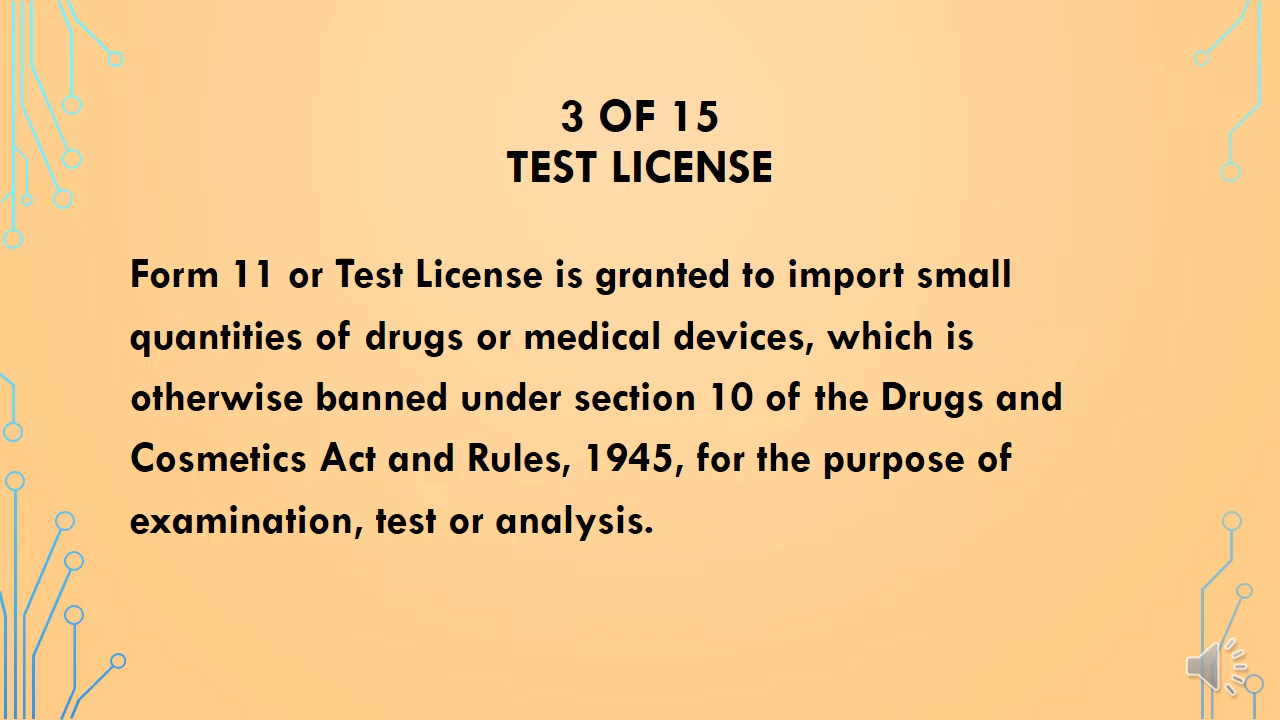 3 OF 15
TEST LICENSE
Form 11 or Test License is granted to import small
quantities of drugs or medical devices, which is
otherwise banned under section 10 of the Drugs and
Cosmetics Act and Rules, 1945, for the purpose of
examination, test or analysis.